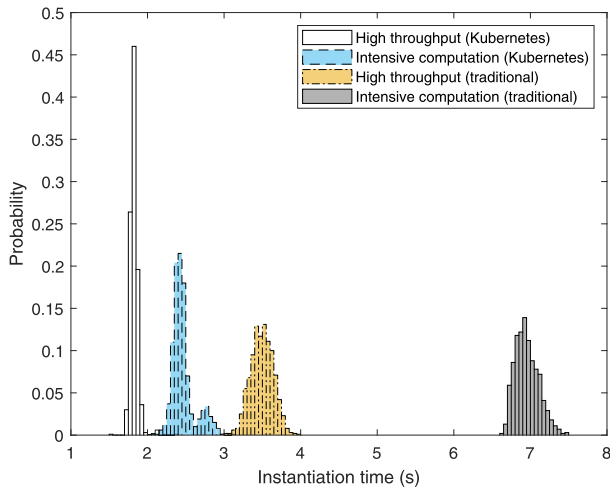 0.5
0.45
0.4
0.35
0.3
0.25
0.2
0.15
0.1
0.05
0
Probability
High throughput (Kubernetes)
Intensive computation (Kubernetes)
High throughput (traditional)
Intensive computation (traditional)
1 2 3 4 5 6 7 8
Instantiation time (s)